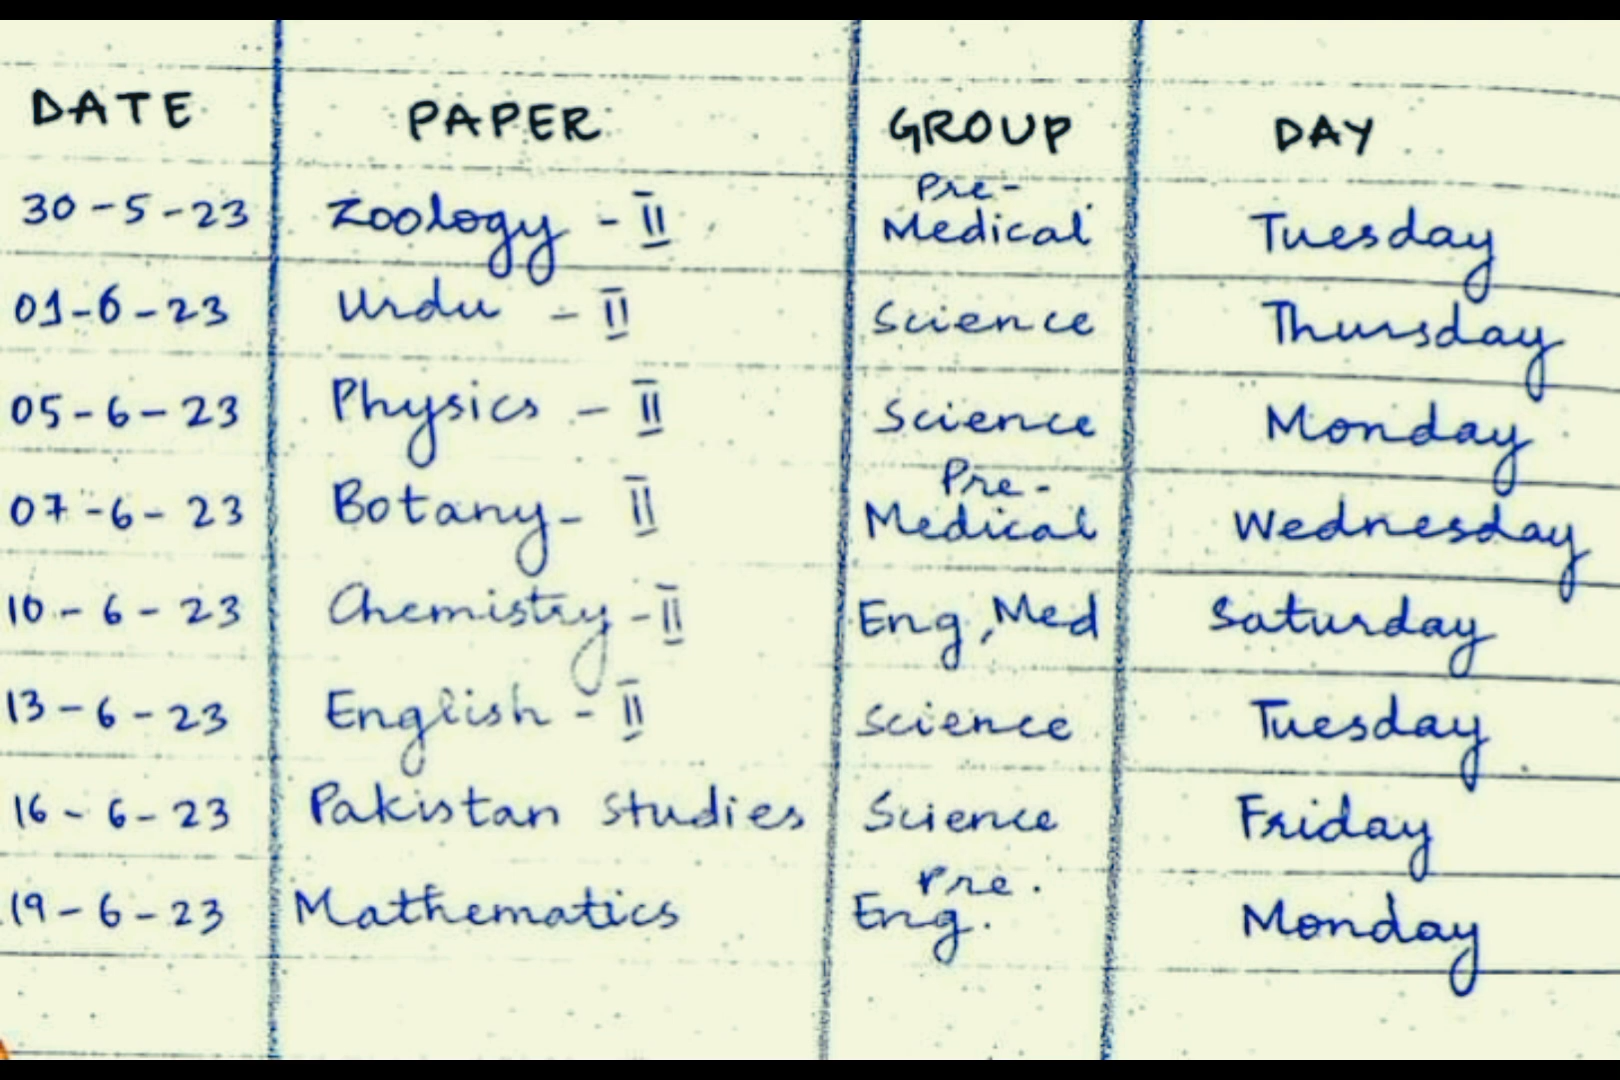 DATE PAPER GROUP DAY
30-5-23 Zoology - II Pre-Medical Tuesday
01-6-23 Urdu - II Science Thursday
05-6-23 Physics - II Science Monday
07-6-23 Botany - II Pre-Medical Wednesday
10-6-23 Chemistry - II Eng, Med Saturday
13-6-23 English - II Science Tuesday
16-6-23 Pakistan Studies Science Friday
19-6-23 Mathematics Pre. Eng. Monday